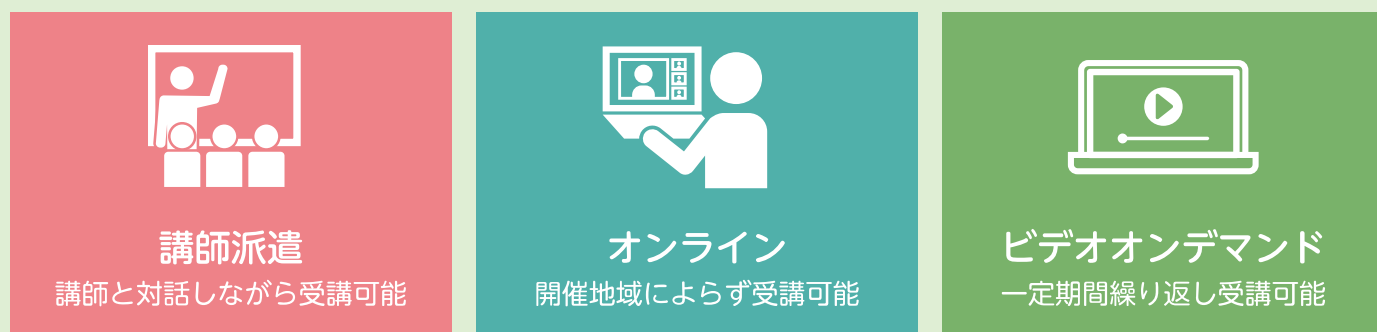 講師派遣
講師と対話しながら受講可能
オンライン
開催地域によらず受講可能
ビデオオンデマンド
一定期間繰り返し受講可能